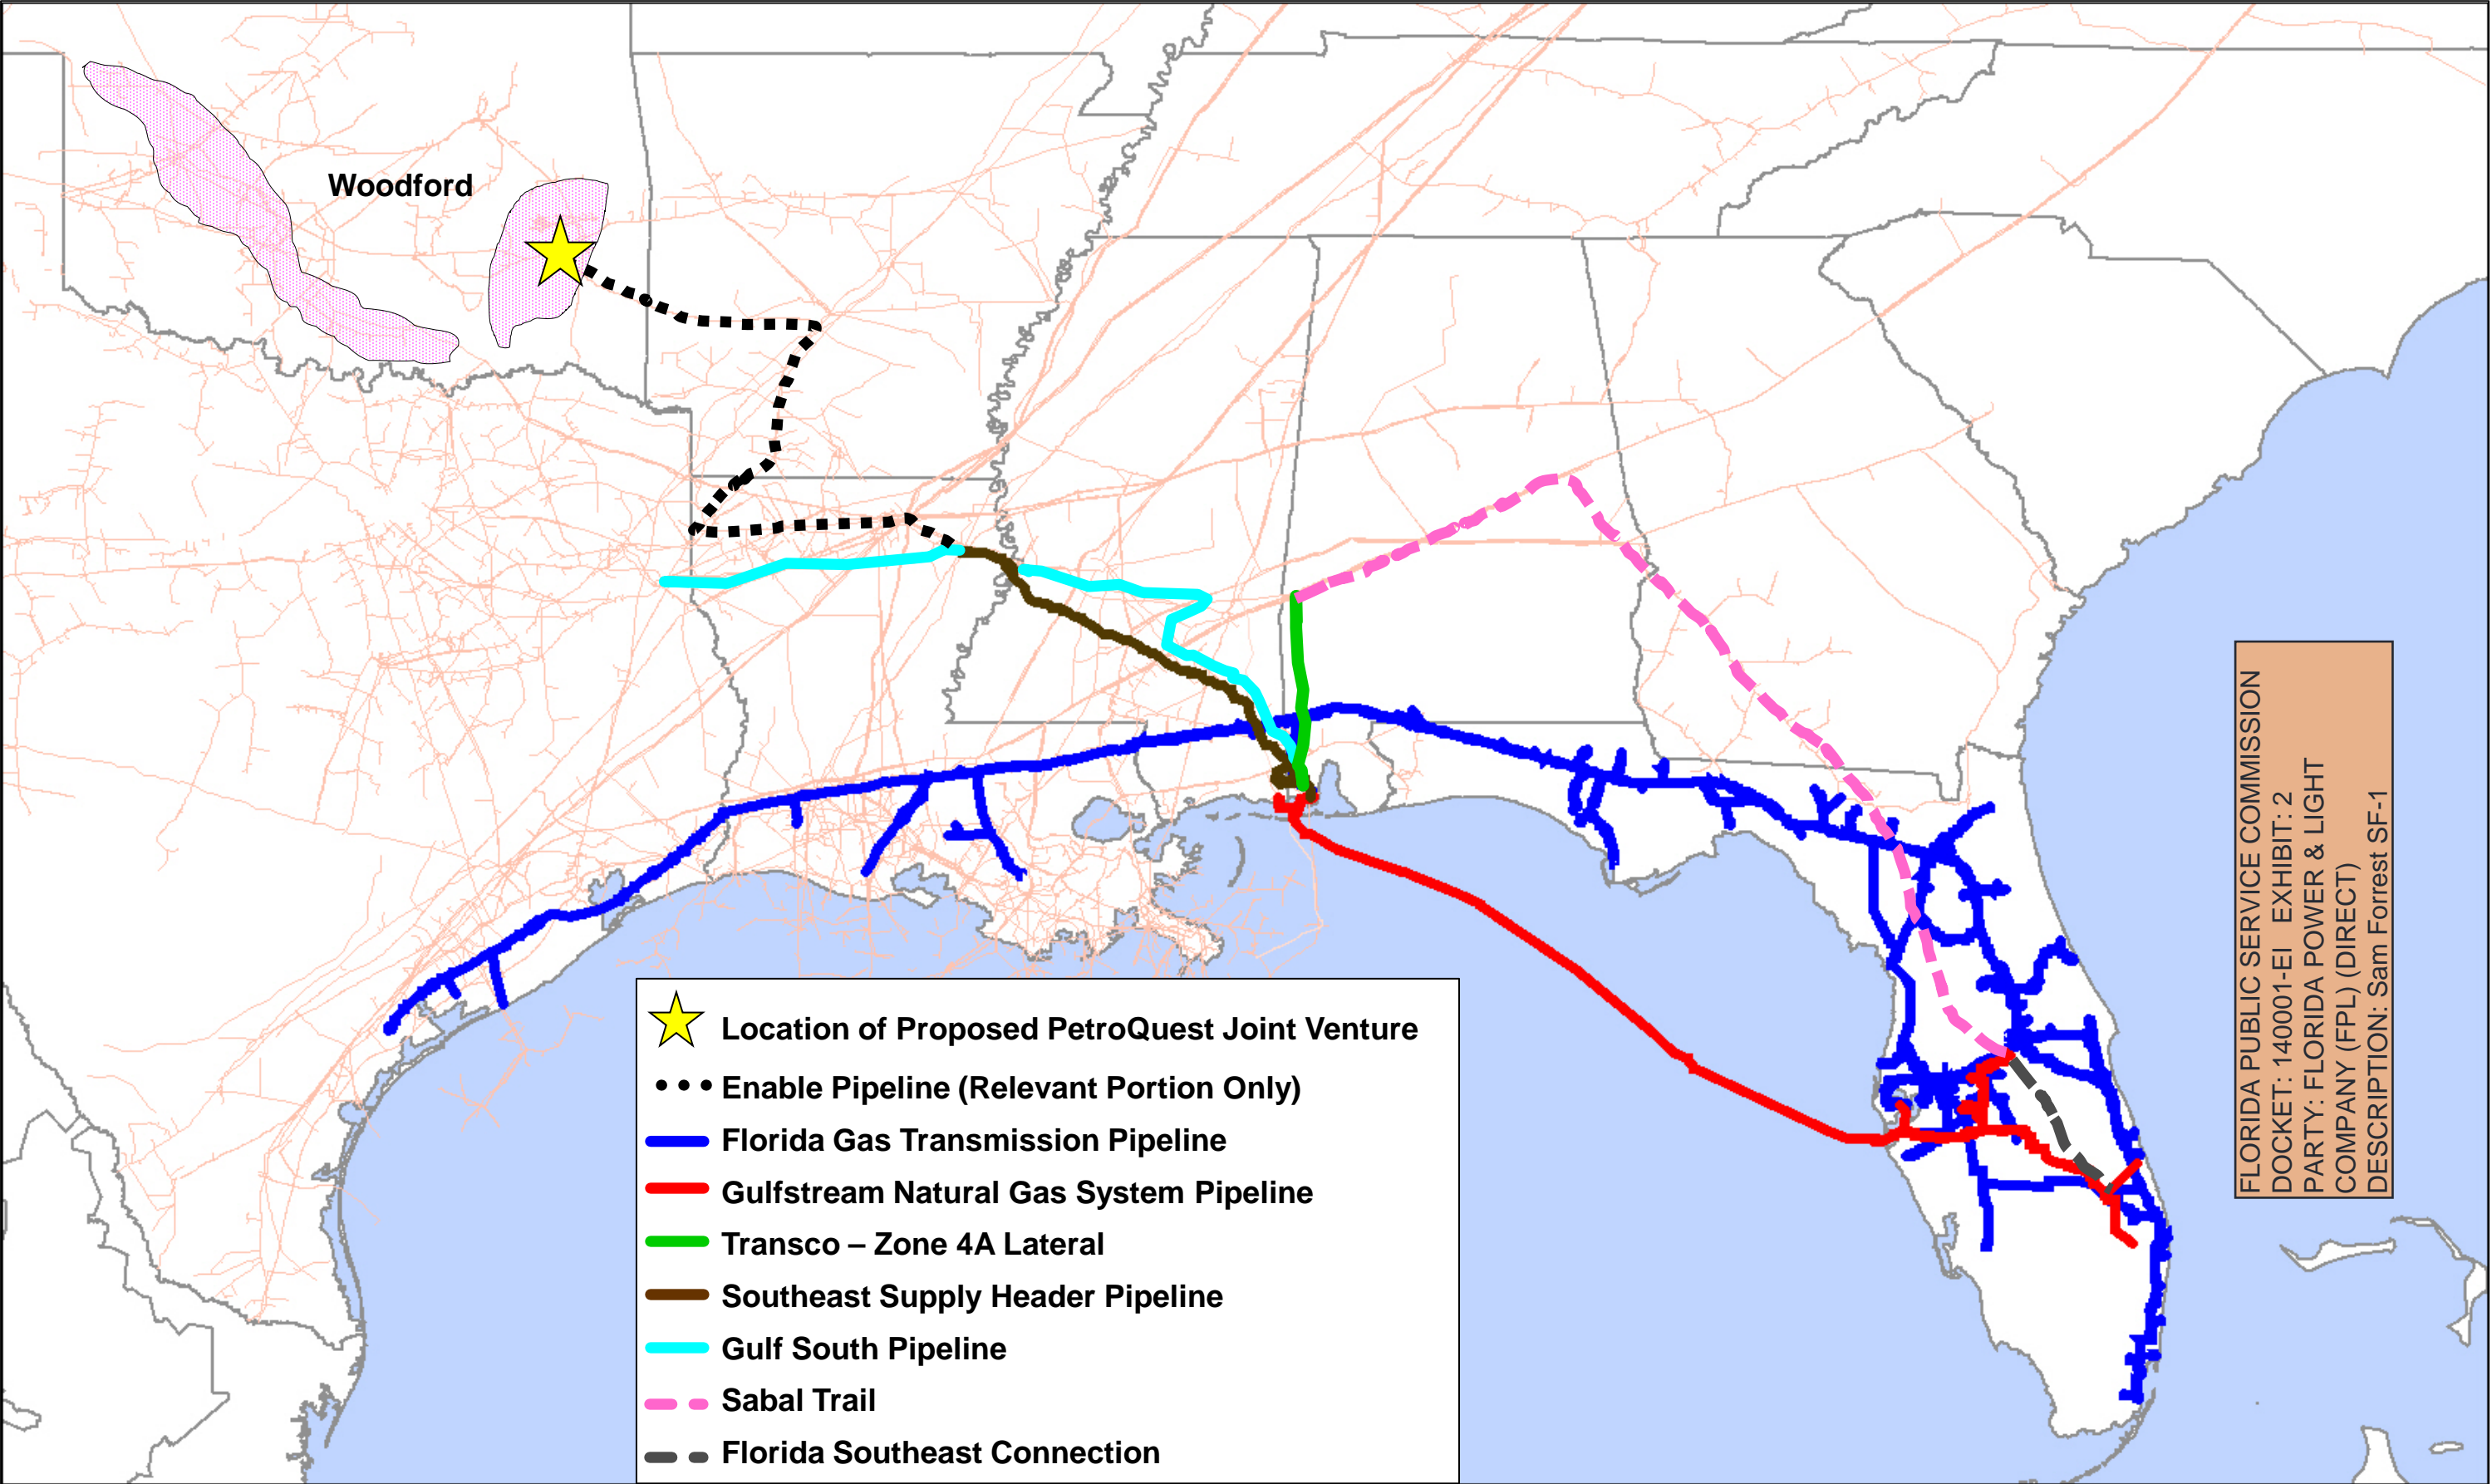 Woodford
Location of Proposed PetroQuest Joint Venture
Enable Pipeline (Relevant Portion Only)
Florida Gas Transmission Pipeline
Gulfstream Natural Gas System Pipeline
Transco – Zone 4A Lateral
Southeast Supply Header Pipeline
Gulf South Pipeline
Sabal Trail
Florida Southeast Connection
FLORIDA PUBLIC SERVICE COMMISSION
DOCKET: 140001-EI EXHIBIT: 2
PARTY: FLORIDA POWER & LIGHT
COMPANY (FPL) (DIRECT)
DESCRIPTION: Sam Forrest SF-1